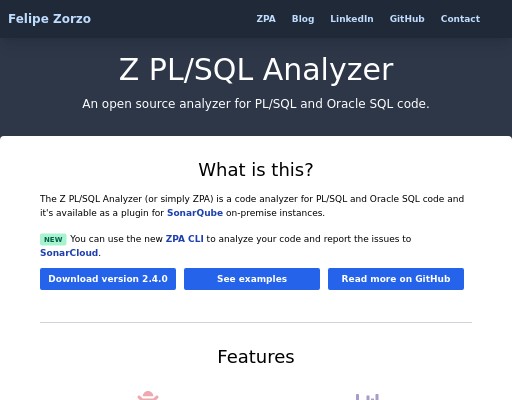 Felipe Zorzo
ZPA Blog LinkedIn GitHub Contact
Z PL/SQL Analyzer
An open source analyzer for PL/SQL and Oracle SQL code.
What is this?
The Z PL/SQL Analyzer (or simply ZPA) is a code analyzer for PL/SQL and Oracle SQL code and
it's available as a plugin for SonarQube on-premise instances.
NEW You can use the new ZPA CLI to analyze your code and report the issues to
SonarCloud.
Download version 2.4.0 See examples Read more on GitHub
Features